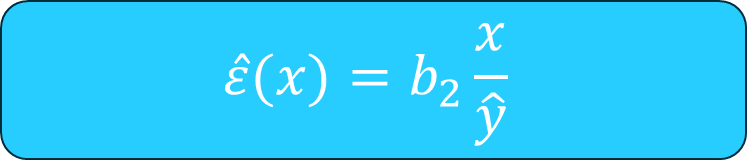 ε̂(x) = b₂ x/ŷ